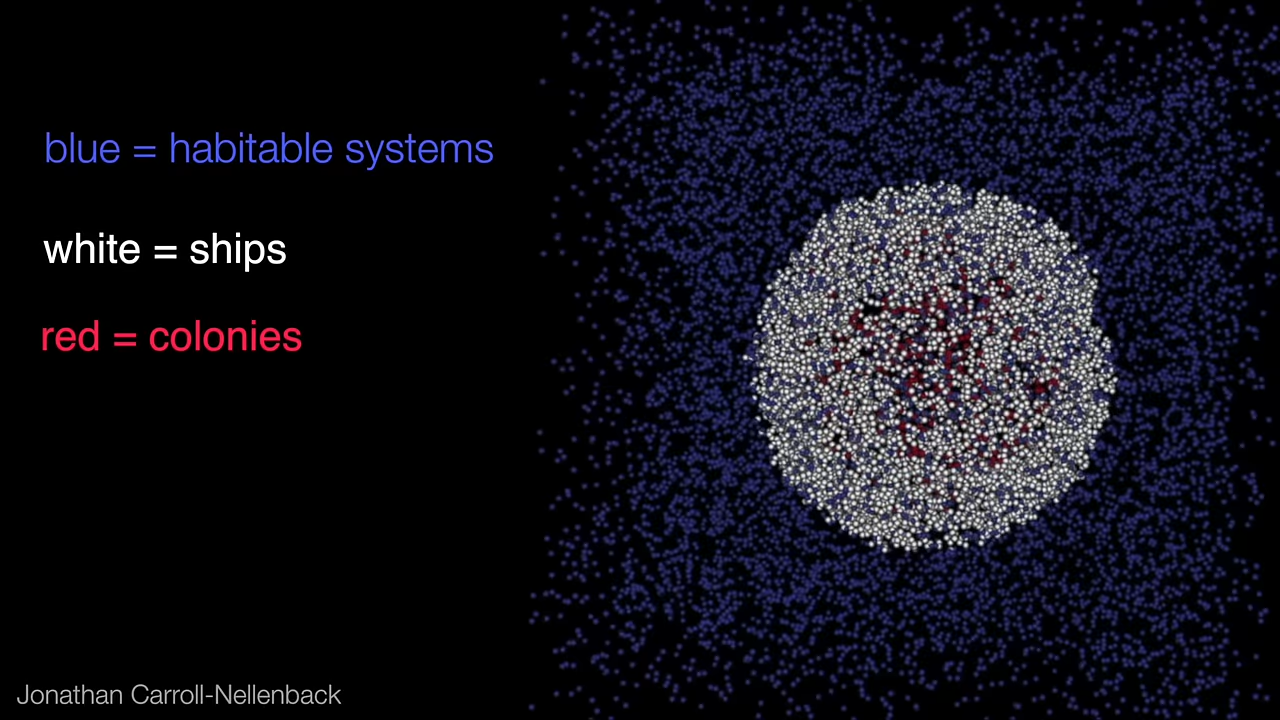 blue = habitable systems
white = ships
red = colonies
Jonathan Carroll-Nellenback